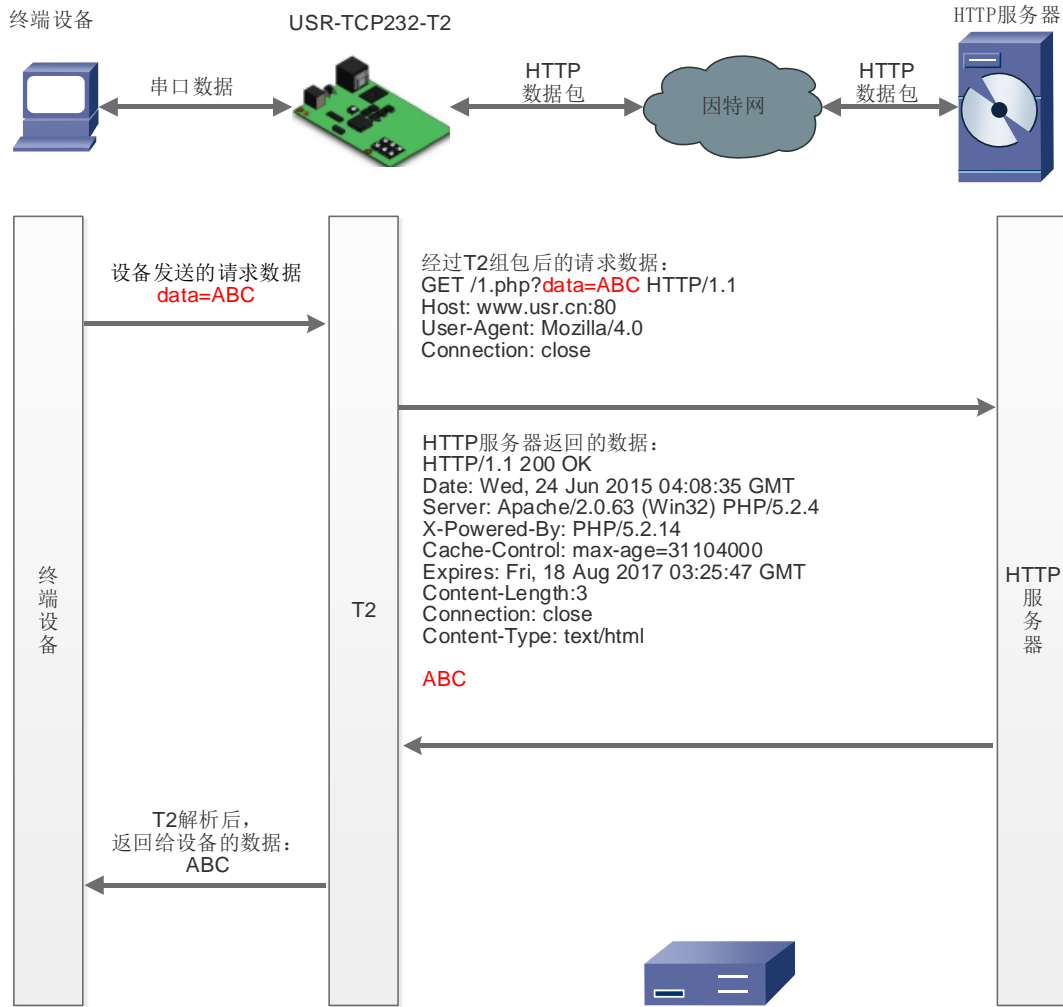 终端设备
USR-TCP232-T2
HTTP服务器
串口数据
HTTP
数据包
因特网
HTTP
数据包
设备发送的请求数据
data=ABC
经过T2组包后的请求数据：
GET /1.php?data=ABC HTTP/1.1
Host: www.usr.cn:80
User-Agent: Mozilla/4.0
Connection: close
HTTP服务器返回的数据：
HTTP/1.1 200 OK
Date: Wed, 24 Jun 2015 04:08:35 GMT
Server: Apache/2.0.63 (Win32) PHP/5.2.4
X-Powered-By: PHP/5.2.14
Cache-Control: max-age=31104000
Expires: Fri, 18 Aug 2017 03:25:47 GMT
Content-Length:3
Connection: close
Content-Type: text/html
ABC
终
端
设
备
T2
HTTP
服
务
器
T2解析后，
返回给设备的数据：
ABC